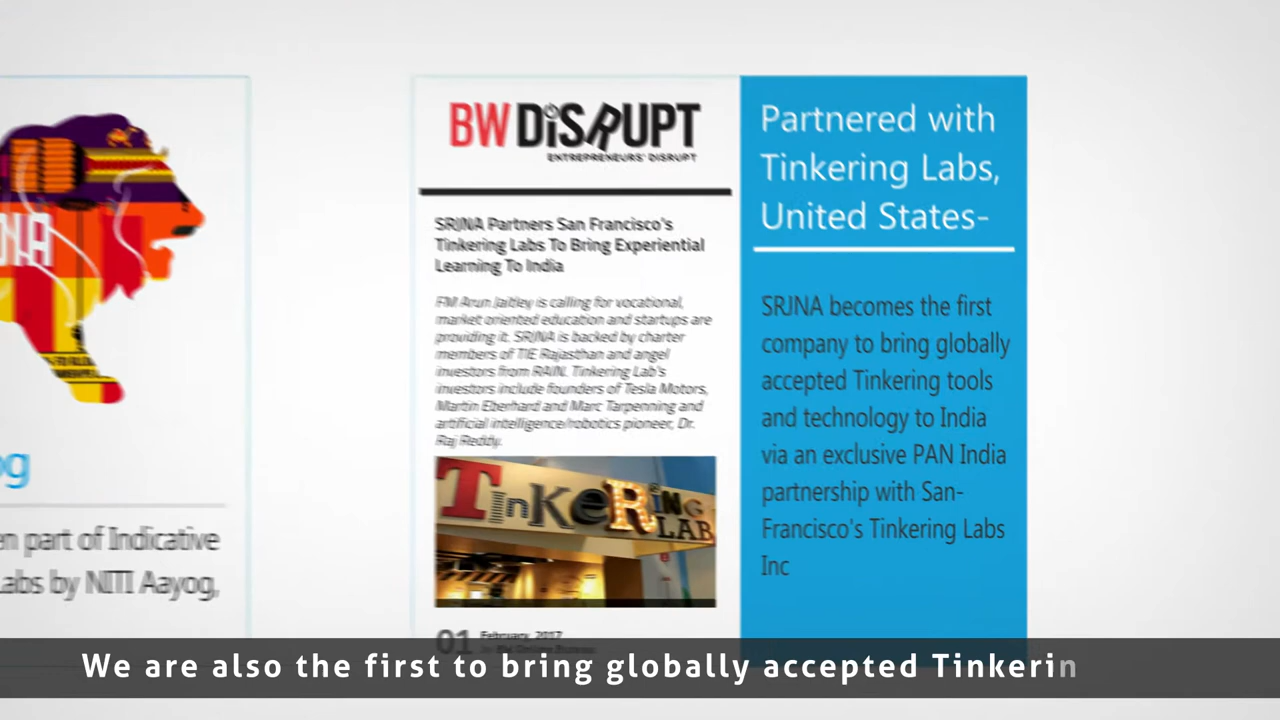 NA
og
en part of Indicative
Labs by NITI Aayog,
BW DiSRUPT
ENTREPRENEURS' DISRUPT
SRJNA Partners San Francisco's
Tinkering Labs To Bring Experiential
Learning To India
FM Arun Jaitley is calling for vocational,
market oriented education and startups are
providing it. SRJNA is backed by charter
members of TIE Rajasthan and angel
investors from RAIN. Tinkering Lab's
investors include founders of Tesla Motors,
Martin Eberhard and Marc Tarpenning and
artificial intelligence/robotics pioneer, Dr.
Raj Reddy.
TinKeRiNG
LAB
01 February, 2017
Partnered with
Tinkering Labs,
United States-
SRJNA becomes the first
company to bring globally
accepted Tinkering tools
and technology to India
via an exclusive PAN India
partnership with San-
Francisco's Tinkering Labs
Inc
We are also the first to bring globally accepted Tinkerin